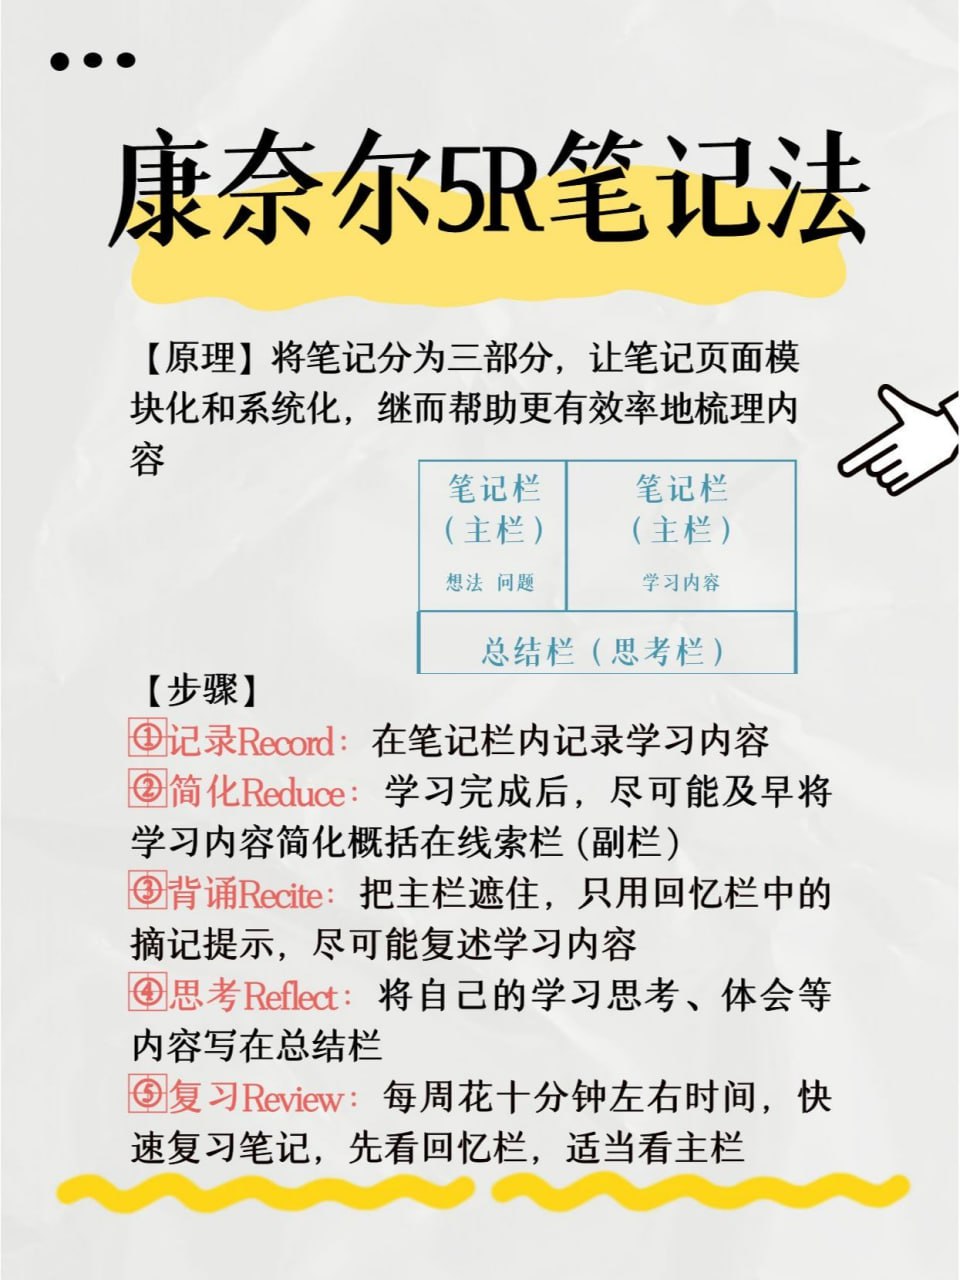 康奈尔5R笔记法
【原理】将笔记分为三部分，让笔记页面模
块化和系统化，继而帮助更有效率地梳理内
容
笔记栏
（主栏）
想法 问题
笔记栏
（主栏）
学习内容
总结栏（思考栏）
【步骤】
①记录Record：在笔记栏内记录学习内容
②简化Reduce：学习完成后，尽可能及早将
学习内容简化概括在线索栏（副栏）
③背诵Recite：把主栏遮住，只用回忆栏中的
摘记提示，尽可能复述学习内容
④思考Reflect：将自己的学习思考、体会等
内容写在总结栏
⑤复习Review：每周花十分钟左右时间，快
速复习笔记，先看回忆栏，适当看主栏